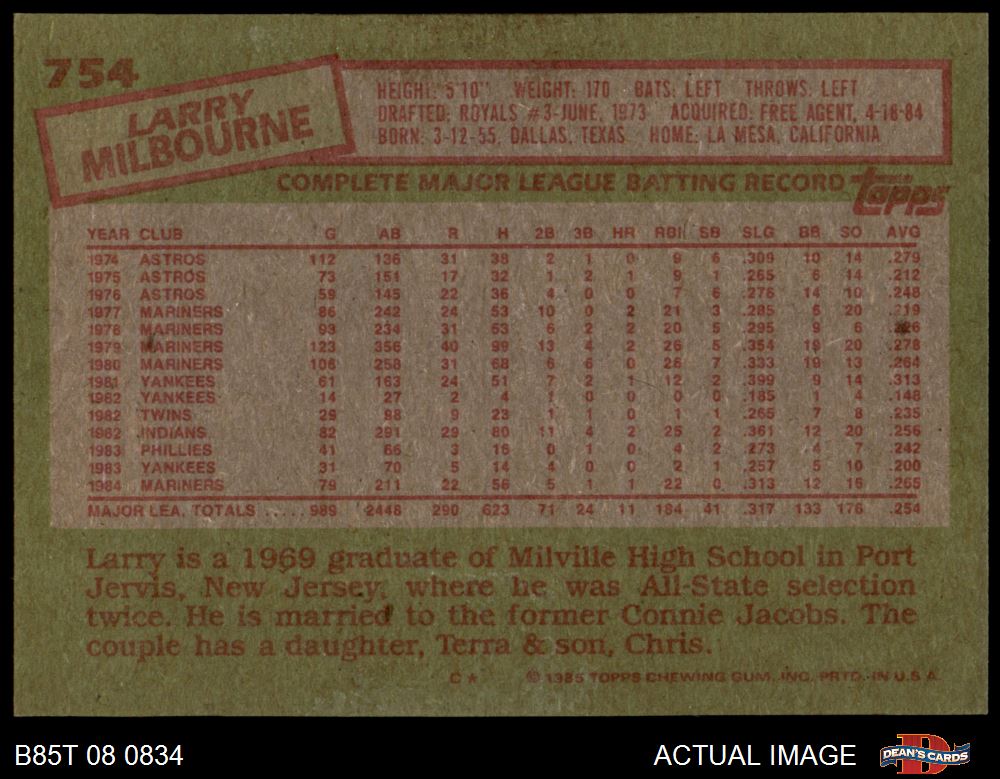 754
LARRY
MILBOURNE
HEIGHT: 5'10" WEIGHT: 170 BATS: LEFT THROWS: LEFT
DRAFTED: ROYALS #3-JUNE, 1973 ACQUIRED: FREE AGENT, 4-18-84
BORN: 3-12-55, DALLAS, TEXAS HOME: LA MESA, CALIFORNIA
COMPLETE MAJOR LEAGUE BATTING RECORD
topps
YEAR CLUB G AB R H 2B 3B HR RBI SB SLG BB SO AVG
1974 ASTROS 112 136 31 38 2 1 0 9 6 .309 10 14 .279
1975 ASTROS 73 151 17 32 1 2 1 9 1 .265 6 14 .212
1976 ASTROS 59 145 22 36 4 0 0 7 6 .276 14 10 .248
1977 MARINERS 86 242 24 53 10 0 2 21 3 .285 6 20 .219
1978 MARINERS 93 234 31 53 6 2 2 20 5 .295 9 6 .226
1979 MARINERS 123 356 40 99 13 4 2 26 5 .354 19 20 .278
1980 MARINERS 106 258 31 68 6 6 0 26 7 .333 19 13 .264
1981 YANKEES 61 163 24 51 7 2 1 12 2 .399 9 14 .313
1982 YANKEES 14 27 2 4 1 0 0 0 0 .185 1 4 .148
1982 TWINS 29 98 9 23 1 1 0 1 1 .265 7 8 .235
1982 INDIANS 82 291 29 80 11 4 2 25 2 .361 12 20 .256
1983 PHILLIES 41 66 3 16 0 1 0 4 2 .273 4 7 .242
1983 YANKEES 31 70 5 14 4 0 0 2 1 .257 5 10 .200
1984 MARINERS 79 211 22 56 5 1 1 22 0 .313 12 16 .265
MAJOR LEA. TOTALS ..... 989 2448 290 623 71 24 11 184 41 .317 133 176 .254
Larry is a 1969 graduate of Milville High School in Port
Jervis, New Jersey, where he was All-State selection
twice. He is married to the former Connie Jacobs. The
couple has a daughter, Terra & son, Chris.
C* © 1985 TOPPS CHEWING GUM, INC. PRTD. IN U.S.A.
B85T 08 0834 ACTUAL IMAGE DEAN'S CARDS